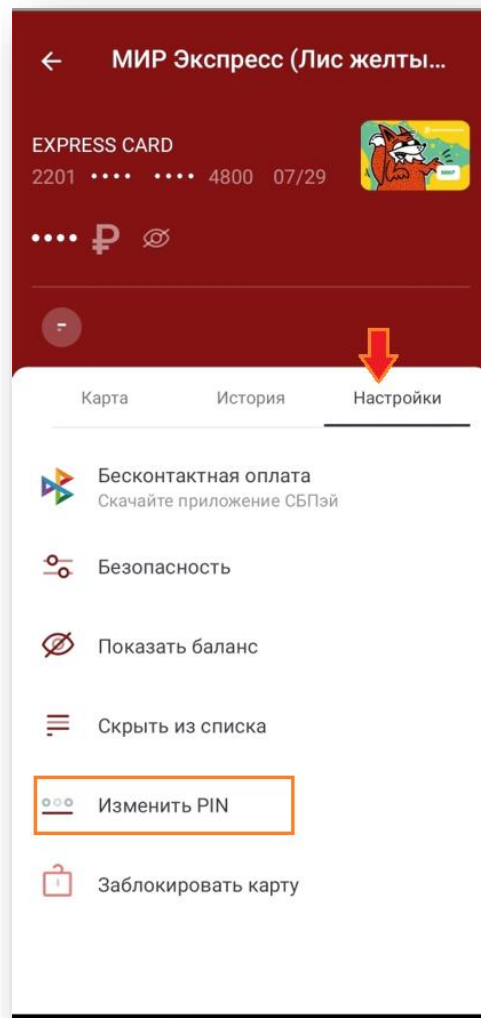 МИР Экспресс (Лис желты...
EXPRESS CARD
2201 •••• •••• 4800 07/29
МИР
•••• ₽
Карта История Настройки
Бесконтактная оплата
Скачайте приложение СБПэй
Безопасность
Показать баланс
Скрыть из списка
Изменить PIN
Заблокировать карту